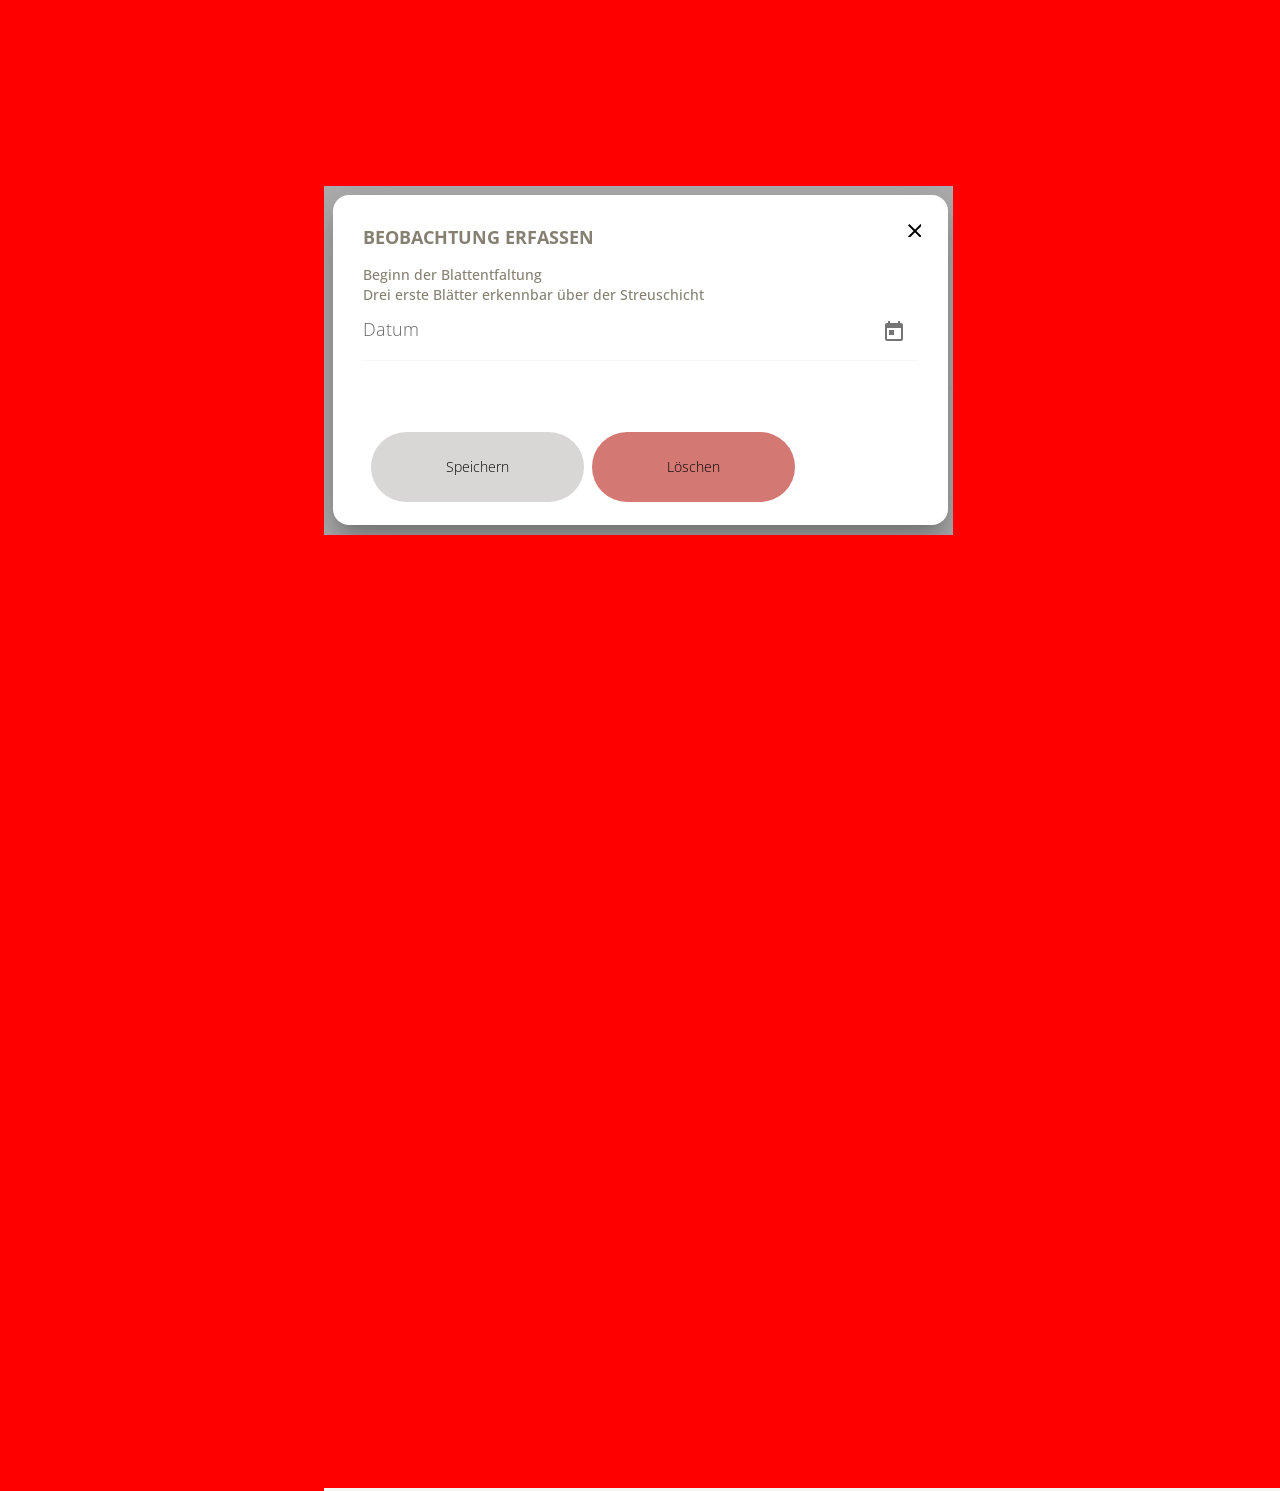 BEOBACHTUNG ERFASSEN
Beginn der Blattentfaltung
Drei erste Blätter erkennbar über der Streuschicht
Datum
Speichern
Löschen